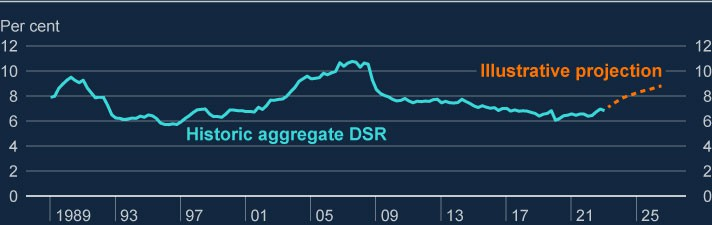 Per cent
12 12
10 Illustrative projection 10
8 8
6 6
Historic aggregate DSR
4 4
2 2
0 0
1989 93 97 01 05 09 13 17 21 25